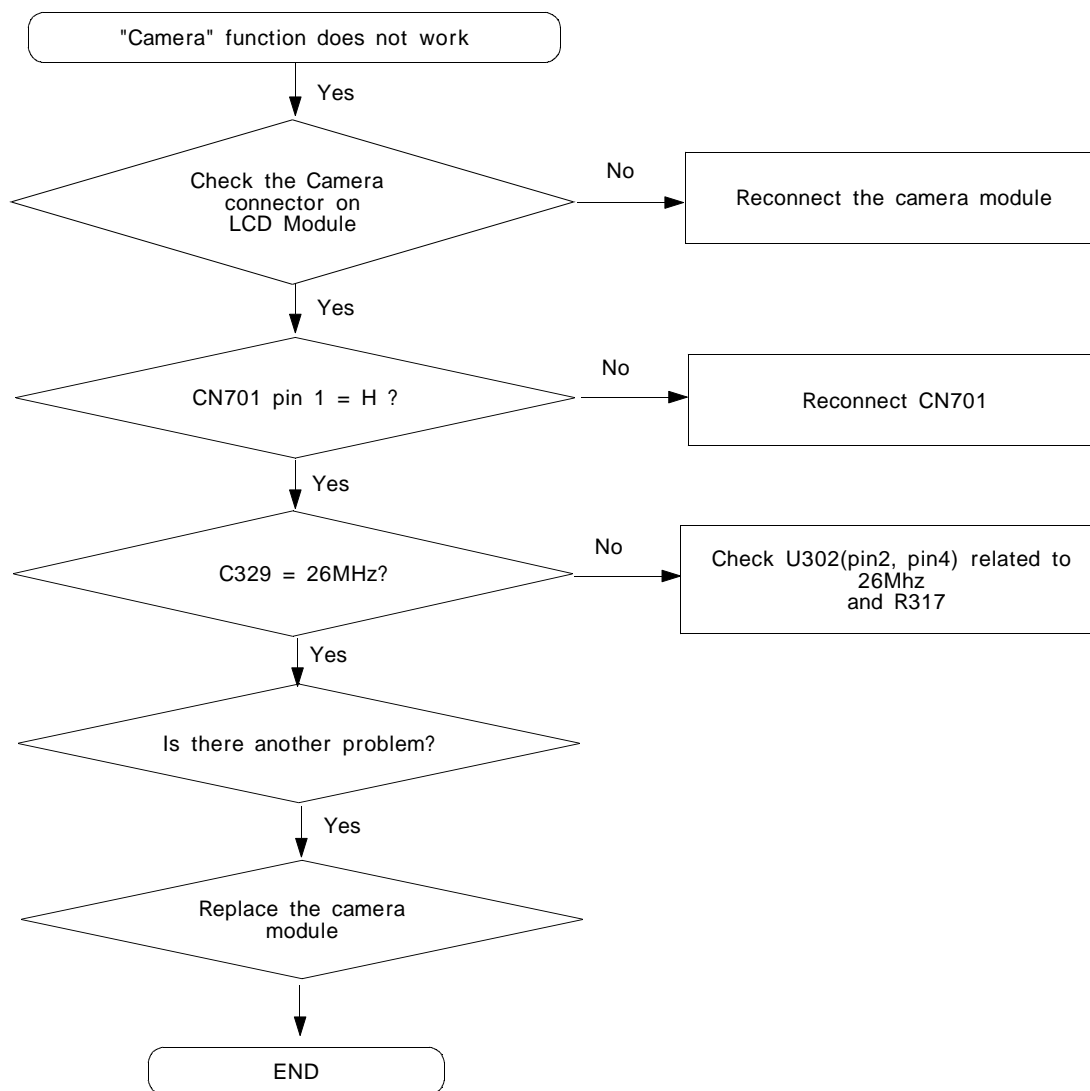 "Camera" function does not work
Yes
Check the Camera
connector on
LCD Module
No
Reconnect the camera module
Yes
CN701 pin 1 = H ?
No
Reconnect CN701
Yes
C329 = 26MHz?
No
Check U302(pin2, pin4) related to
26Mhz
and R317
Yes
Is there another problem?
Yes
Replace the camera
module
END